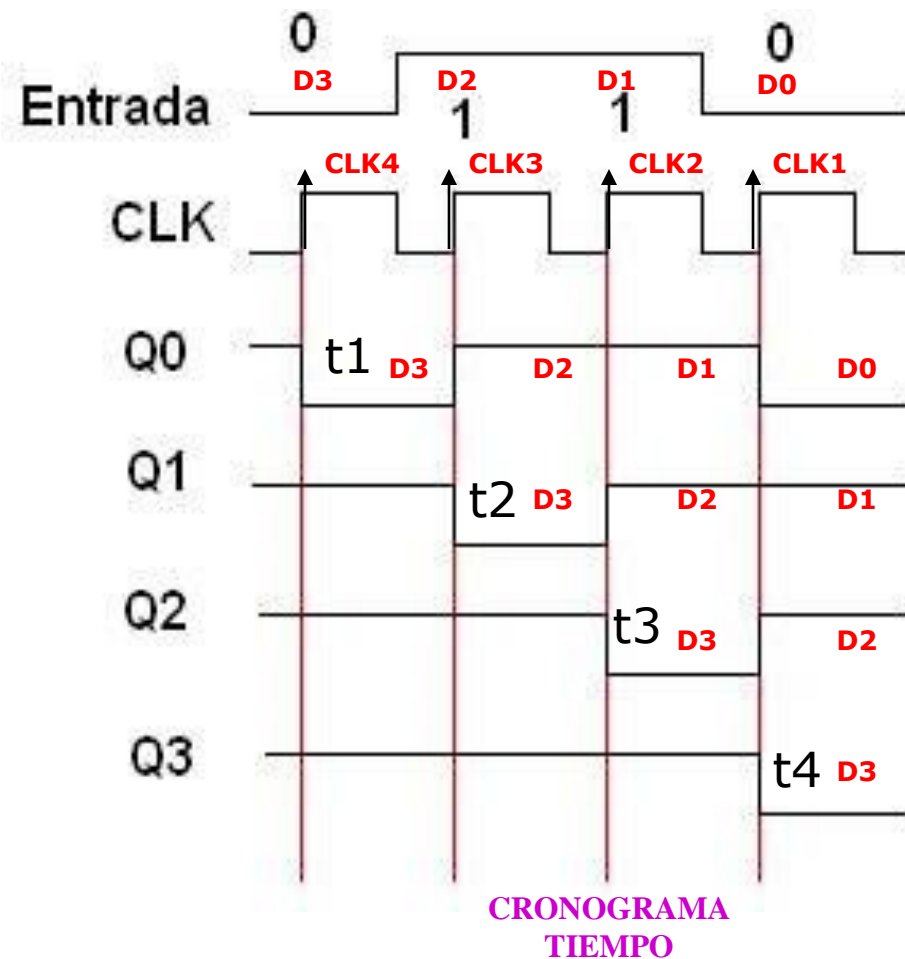 0 0
D3 D2 D1 D0
Entrada
1 1
CLK4 CLK3 CLK2 CLK1
CLK
Q0 t1 D3 D2 D1 D0
Q1 t2 D3 D2 D1
Q2 t3 D3 D2
Q3 t4 D3
CRONOGRAMA
TIEMPO